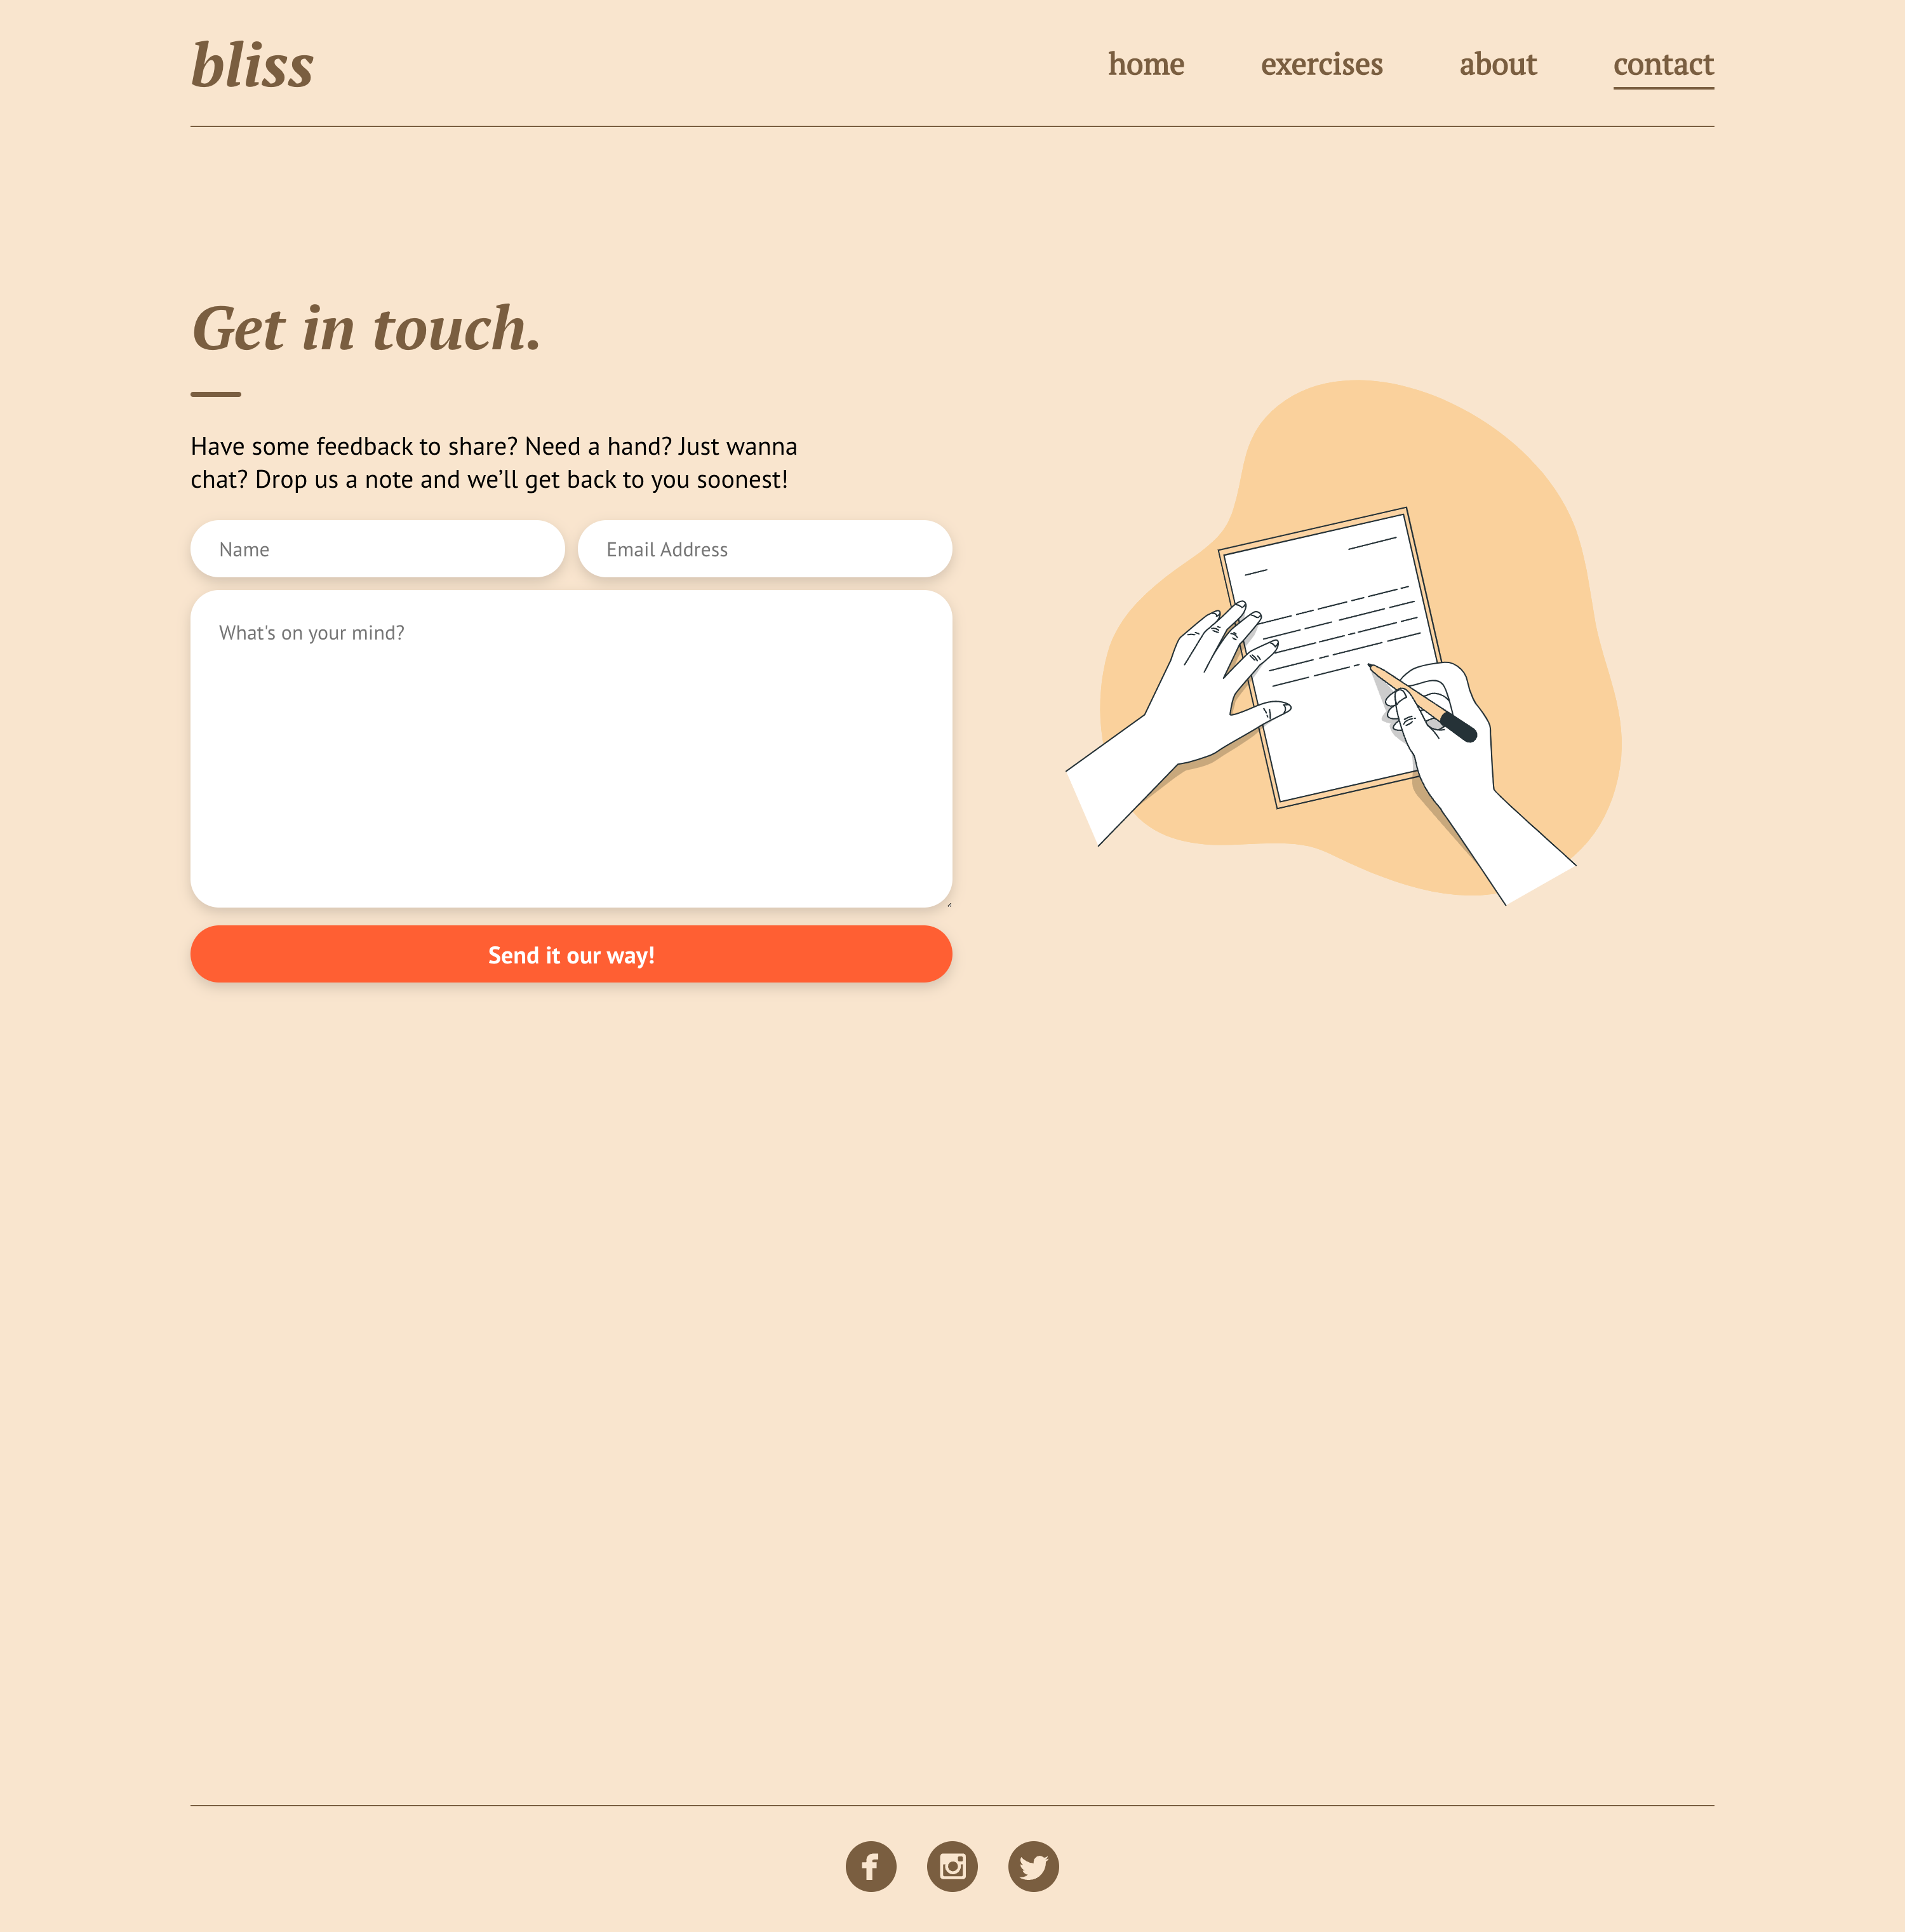 bliss
home exercises about contact
Get in touch.
Have some feedback to share? Need a hand? Just wanna
chat? Drop us a note and we’ll get back to you soonest!
Name Email Address
What's on your mind?
Send it our way!